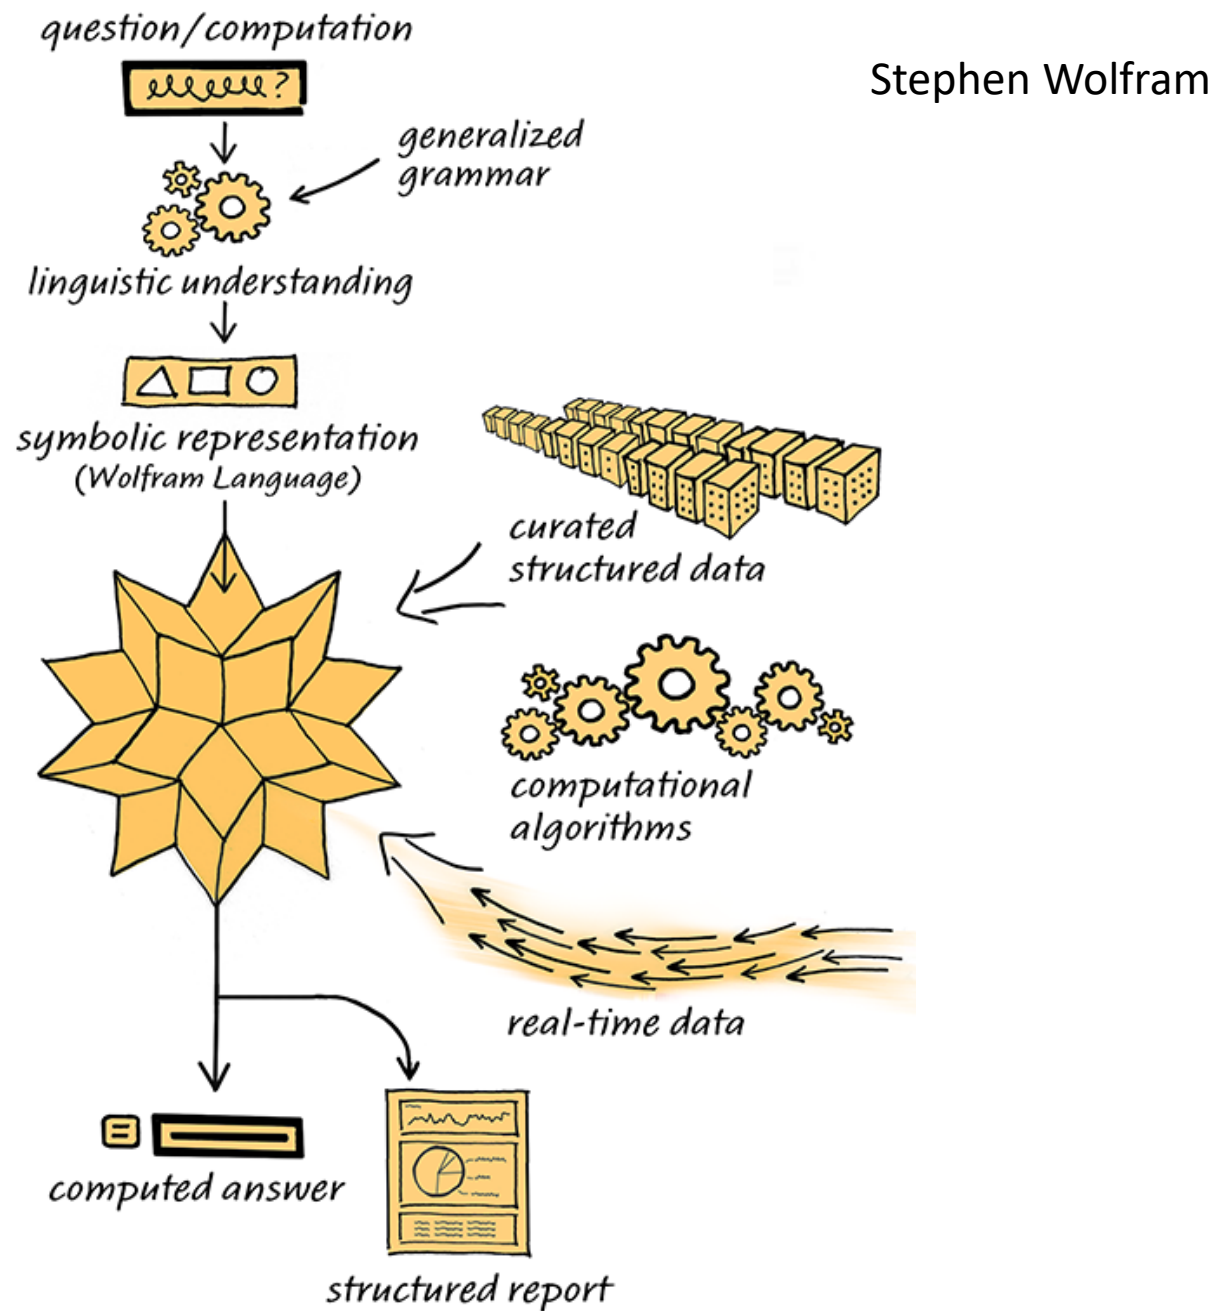 question/computation
Stephen Wolfram
?
generalized
grammar
linguistic understanding
symbolic representation
(Wolfram Language)
curated
structured data
computational
algorithms
real-time data
=
computed answer
structured report